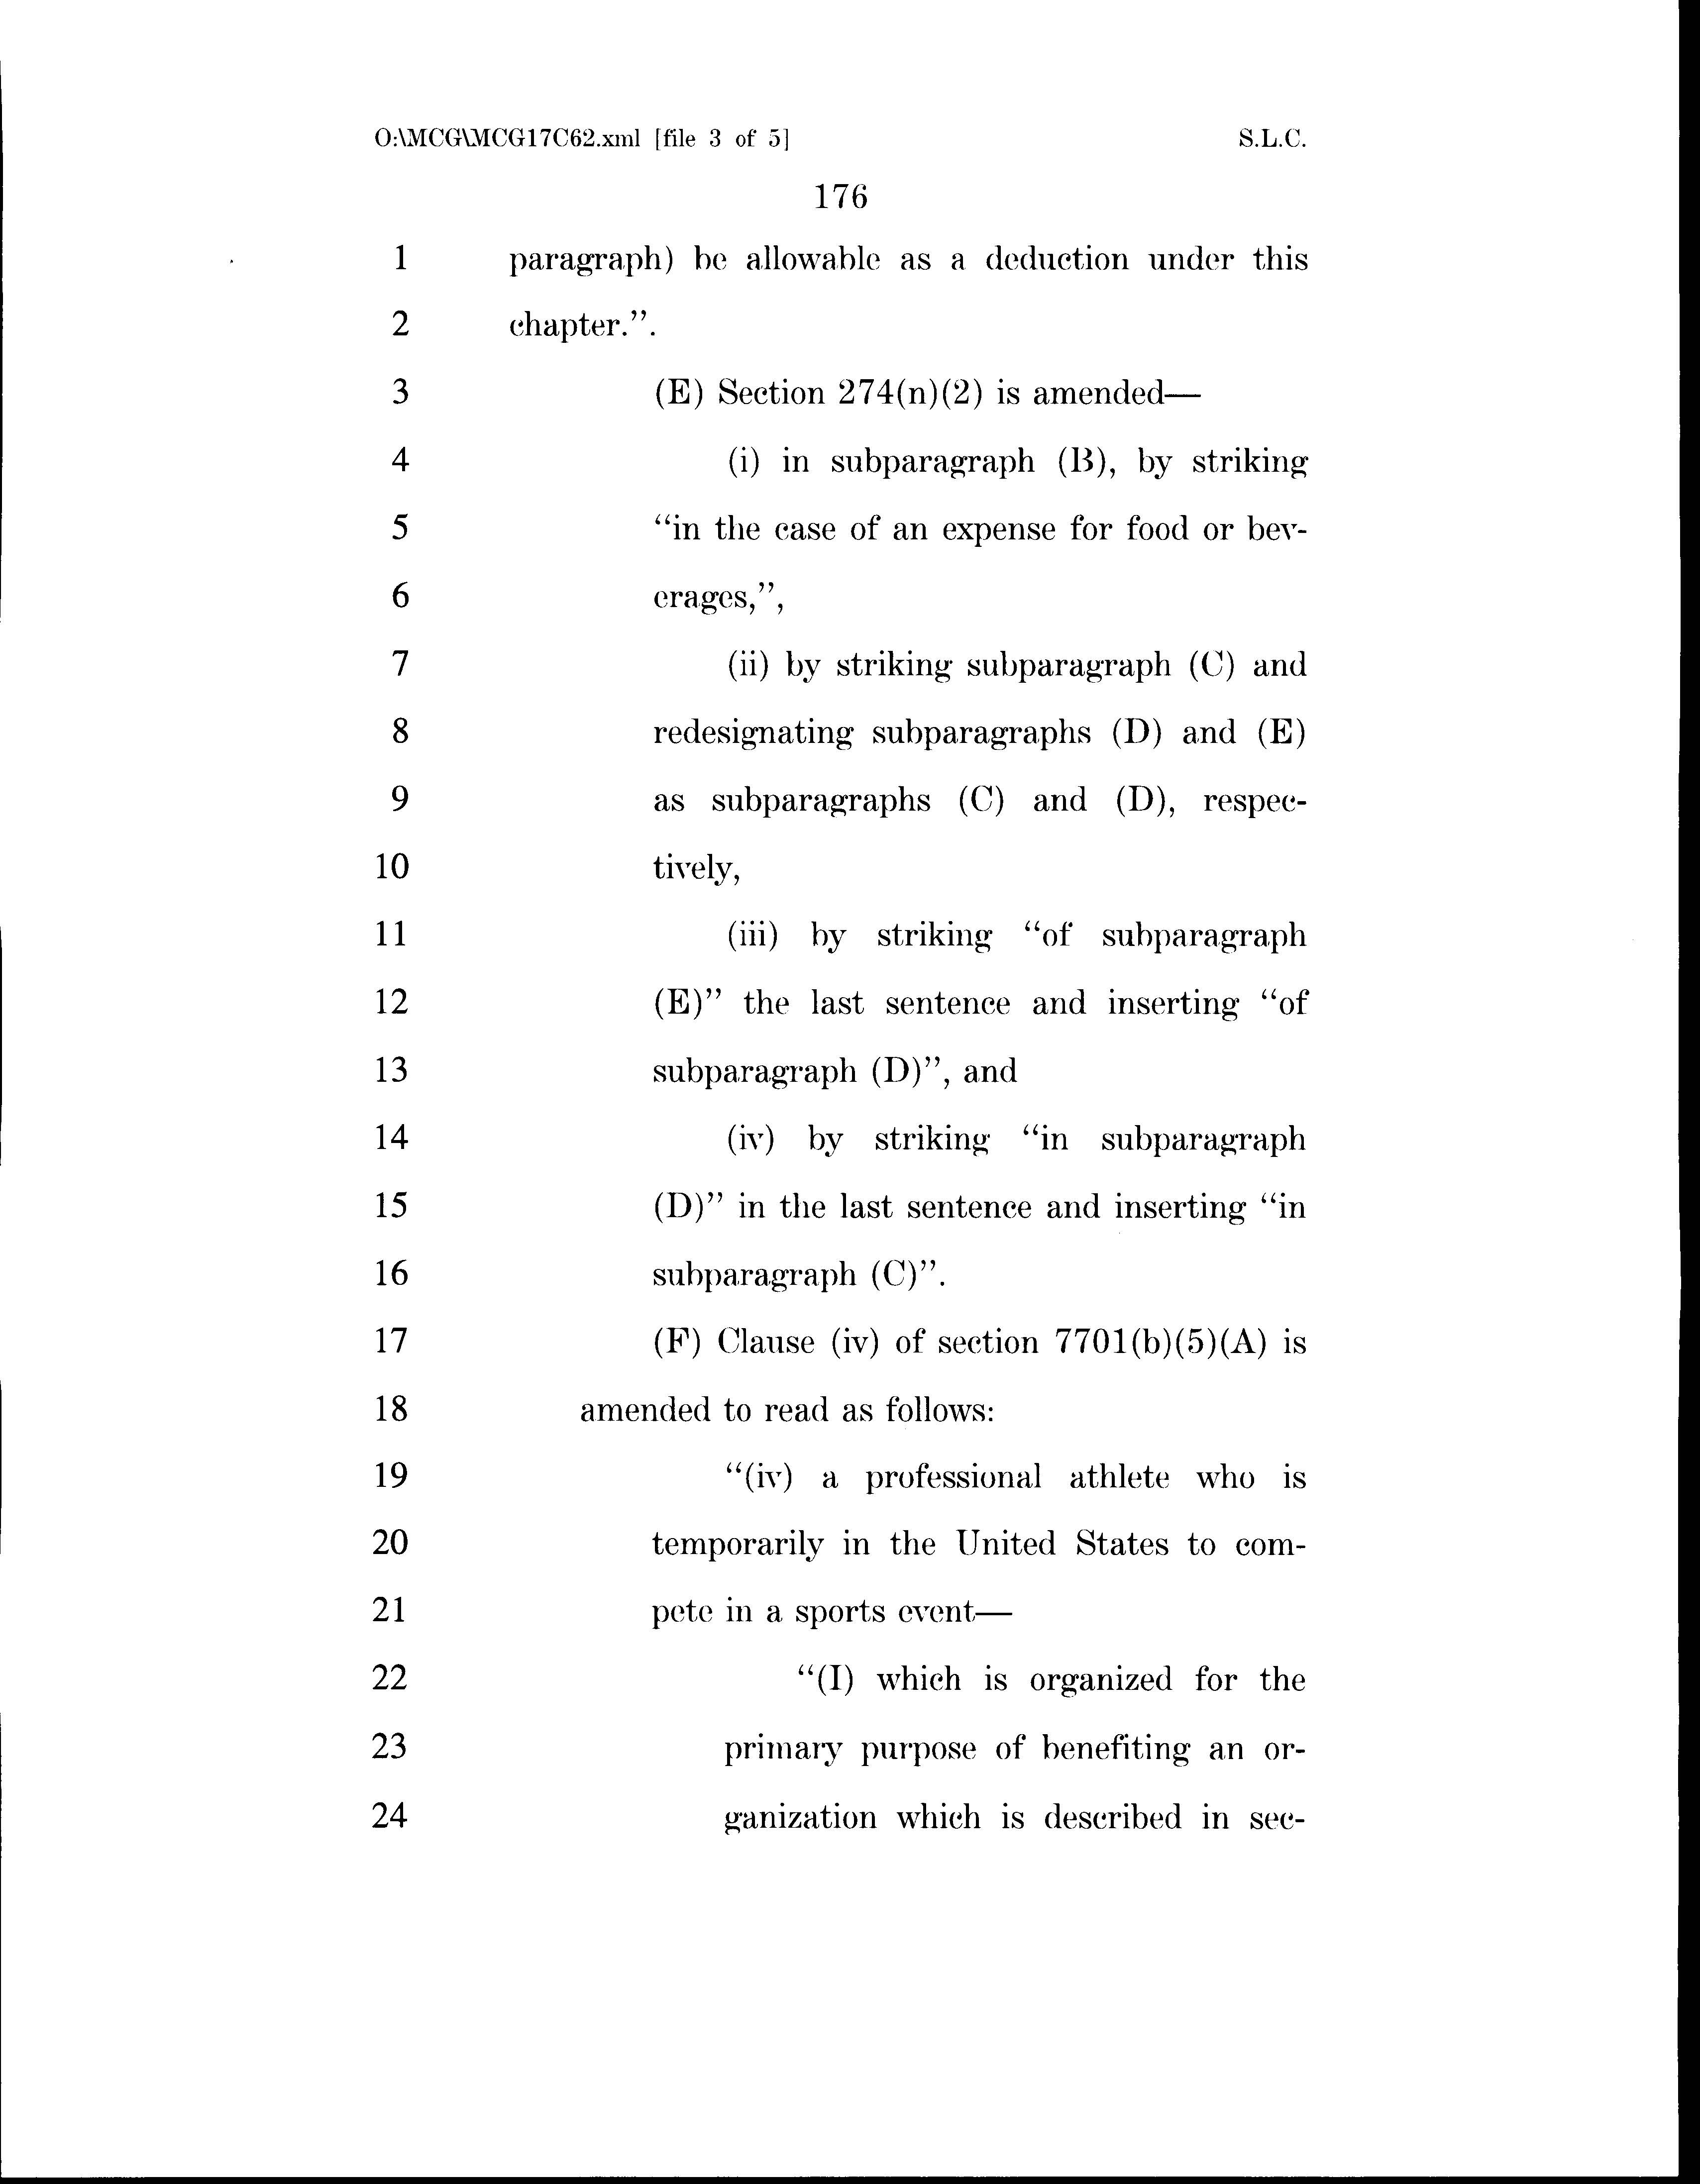 O:\MCG\MCG17C62.xml [file 3 of 5] S.L.C.
176
1 paragraph) be allowable as a deduction under this
2 chapter.”.
3 (E) Section 274(n)(2) is amended—
4 (i) in subparagraph (B), by striking
5 “in the case of an expense for food or bev-
6 erages,”,
7 (ii) by striking subparagraph (C) and
8 redesignating subparagraphs (D) and (E)
9 as subparagraphs (C) and (D), respec-
10 tively,
11 (iii) by striking “of subparagraph
12 (E)” the last sentence and inserting “of
13 subparagraph (D)”, and
14 (iv) by striking “in subparagraph
15 (D)” in the last sentence and inserting “in
16 subparagraph (C)”.
17 (F) Clause (iv) of section 7701(b)(5)(A) is
18 amended to read as follows:
19 “(iv) a professional athlete who is
20 temporarily in the United States to com-
21 pete in a sports event—
22 “(I) which is organized for the
23 primary purpose of benefiting an or-
24 ganization which is described in sec-